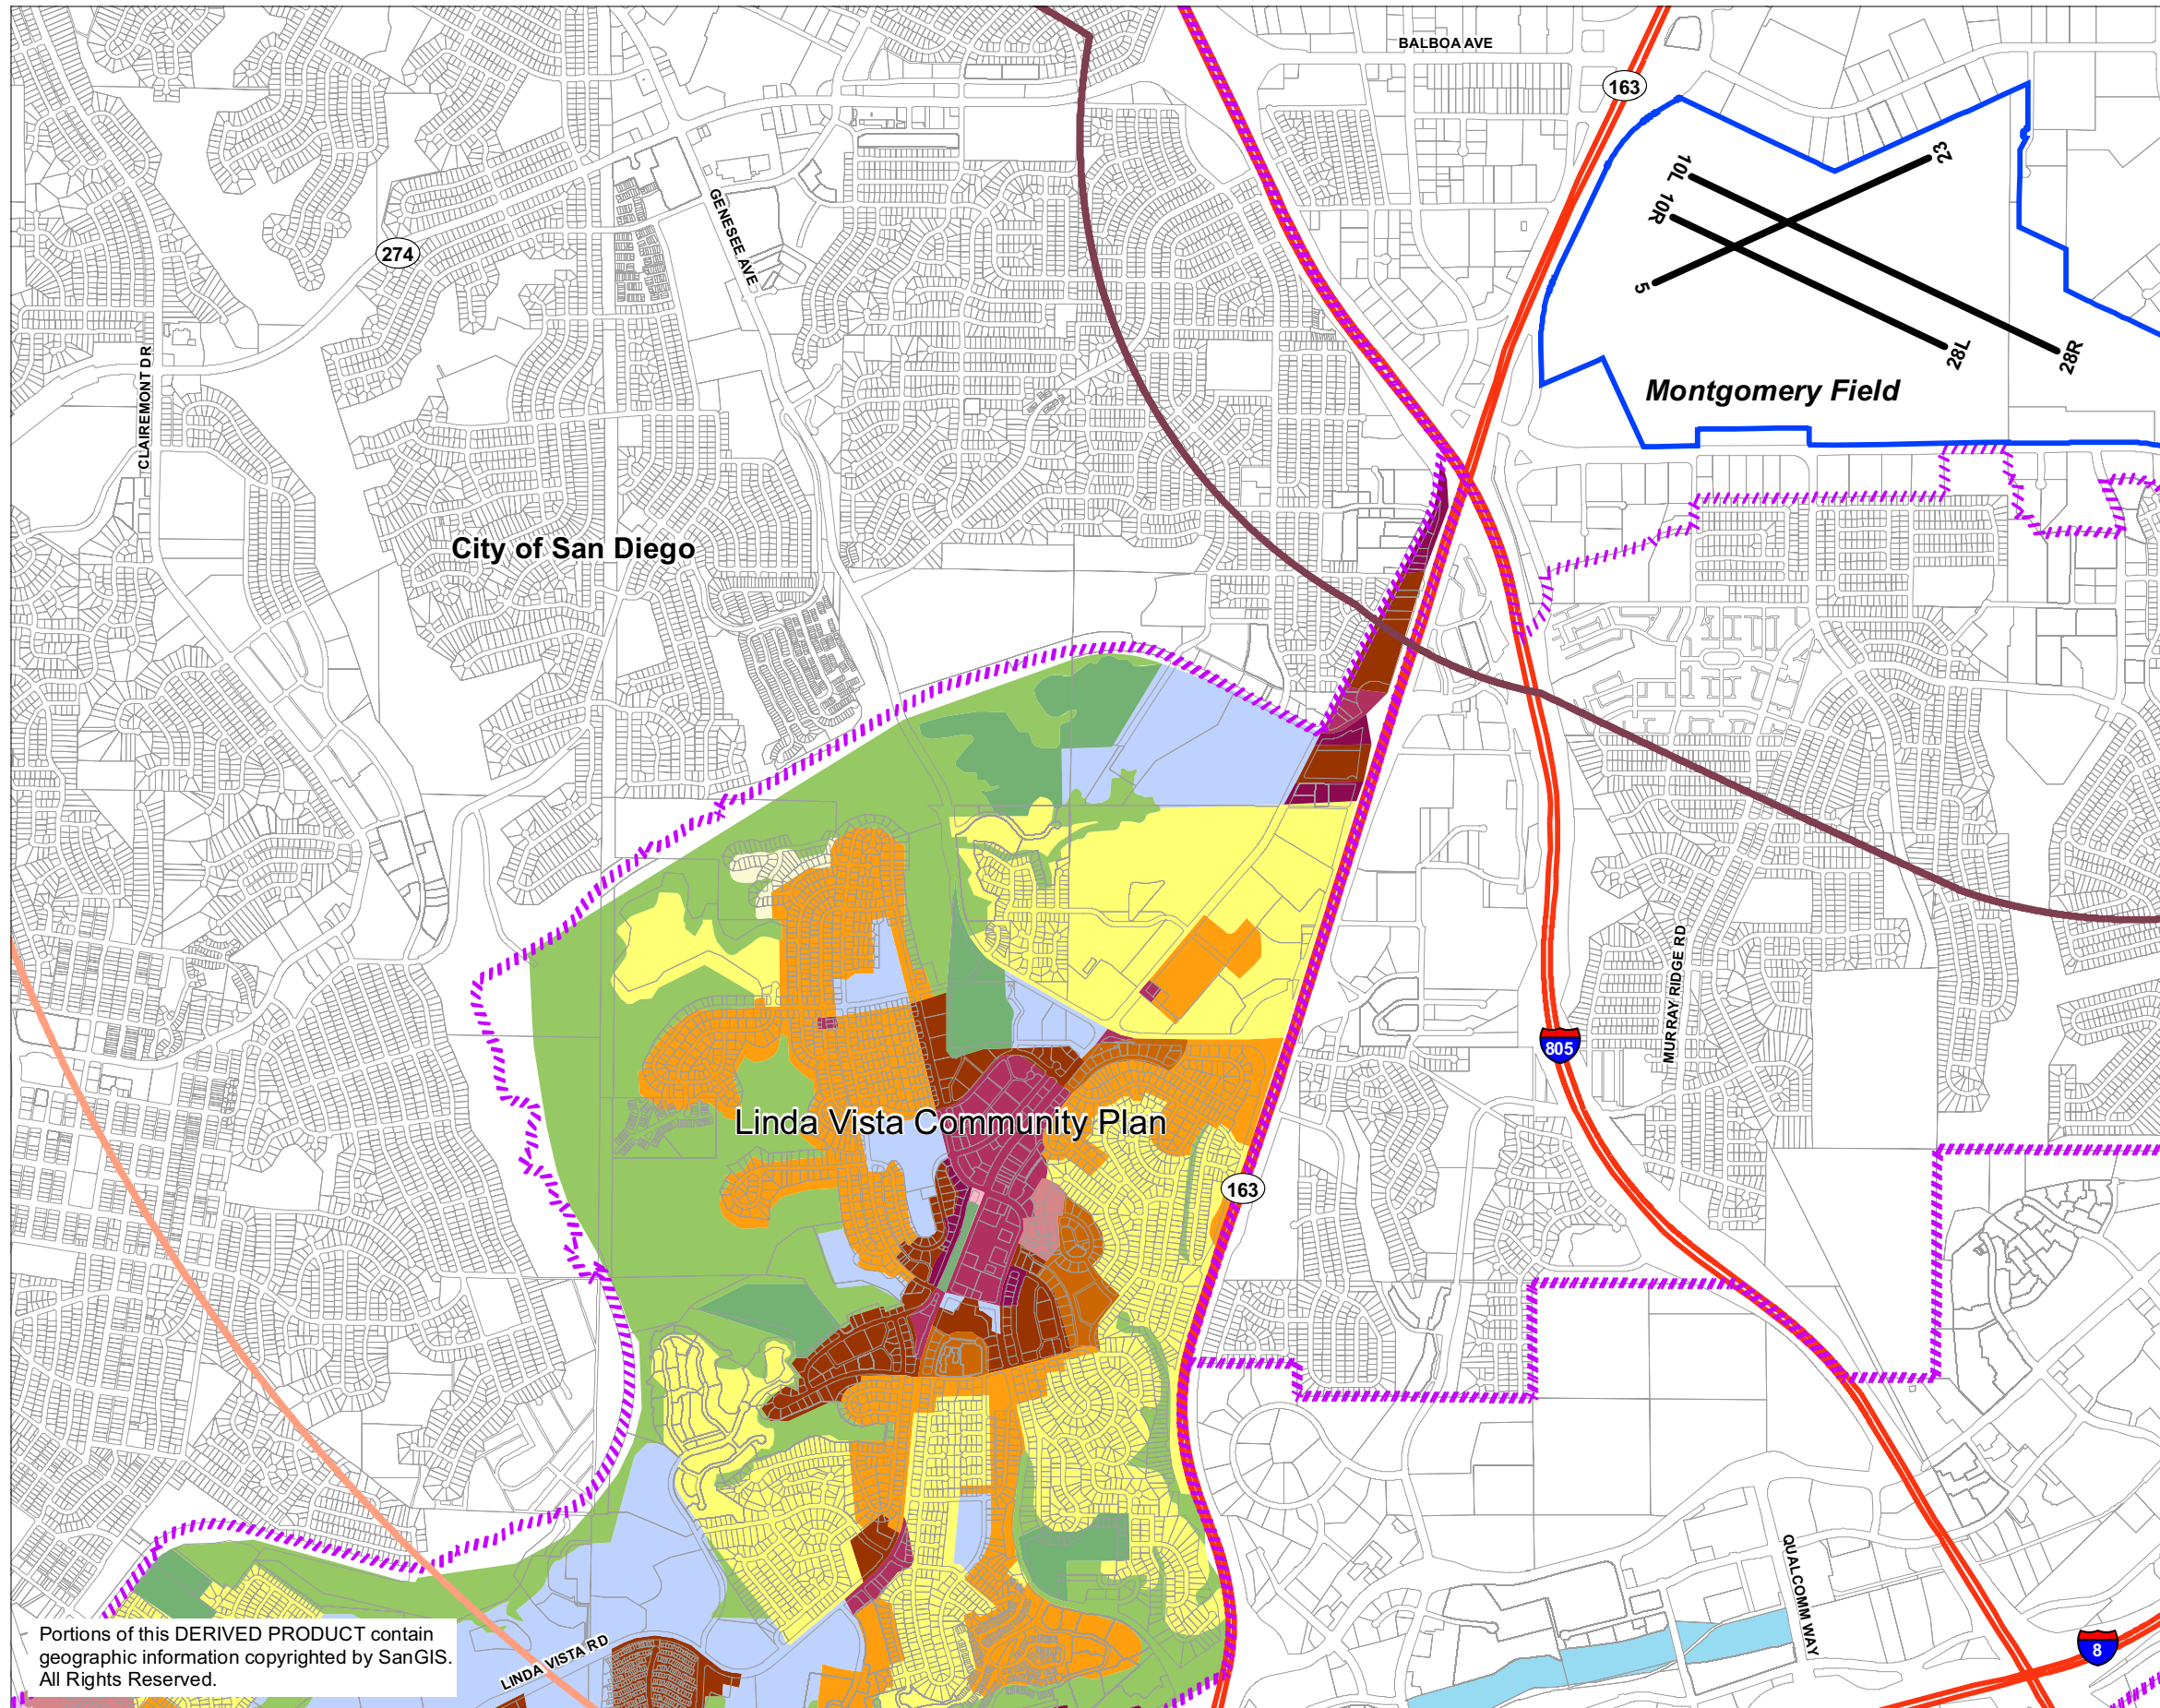 BALBOA AVE
163
23
10L
10R
GENESEE AVE
274
5
28L
28R
CLAIREMONT DR
Montgomery Field
City of San Diego
MURRAY RIDGE RD
805
Linda Vista Community Plan
163
QUALCOMM WAY
Portions of this DERIVED PRODUCT contain
geographic information copyrighted by SanGIS.
All Rights Reserved.
LINDA VISTA RD
8